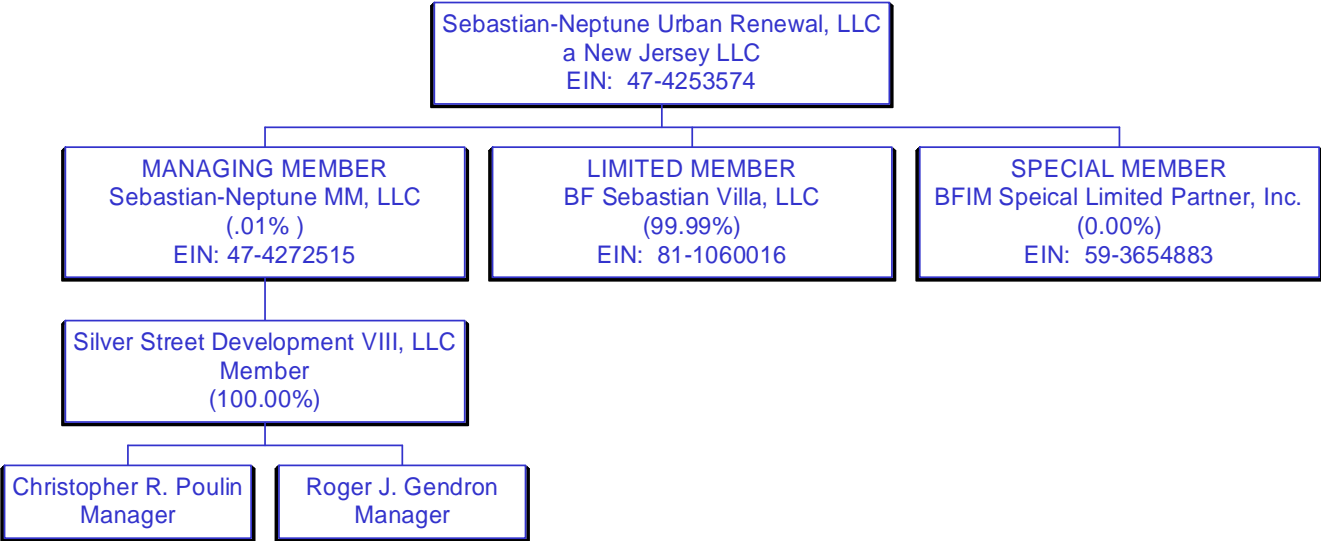 Sebastian-Neptune Urban Renewal, LLC
a New Jersey LLC
EIN:  47-4253574
MANAGING MEMBER
Sebastian-Neptune MM, LLC
(.01% )
EIN: 47-4272515
LIMITED MEMBER
BF Sebastian Villa, LLC
(99.99%)
EIN:  81-1060016
SPECIAL MEMBER
BFIM Speical Limited Partner, Inc.
(0.00%)
EIN:  59-3654883
Silver Street Development VIII, LLC
Member
(100.00%)
Christopher R. Poulin
Manager
Roger J. Gendron
Manager